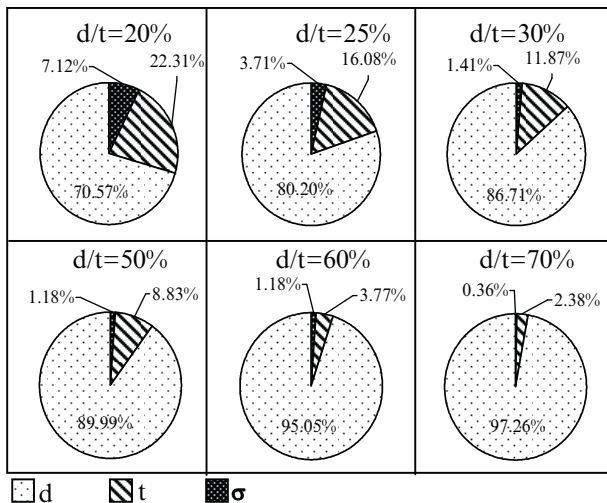 d/t=20%
7.12%
22.31%
70.57%
d/t=25%
3.71%
16.08%
80.20%
d/t=30%
1.41%
11.87%
86.71%
d/t=50%
1.18%
8.83%
89.99%
d/t=60%
1.18%
3.77%
95.05%
d/t=70%
0.36%
2.38%
97.26%
d t σ